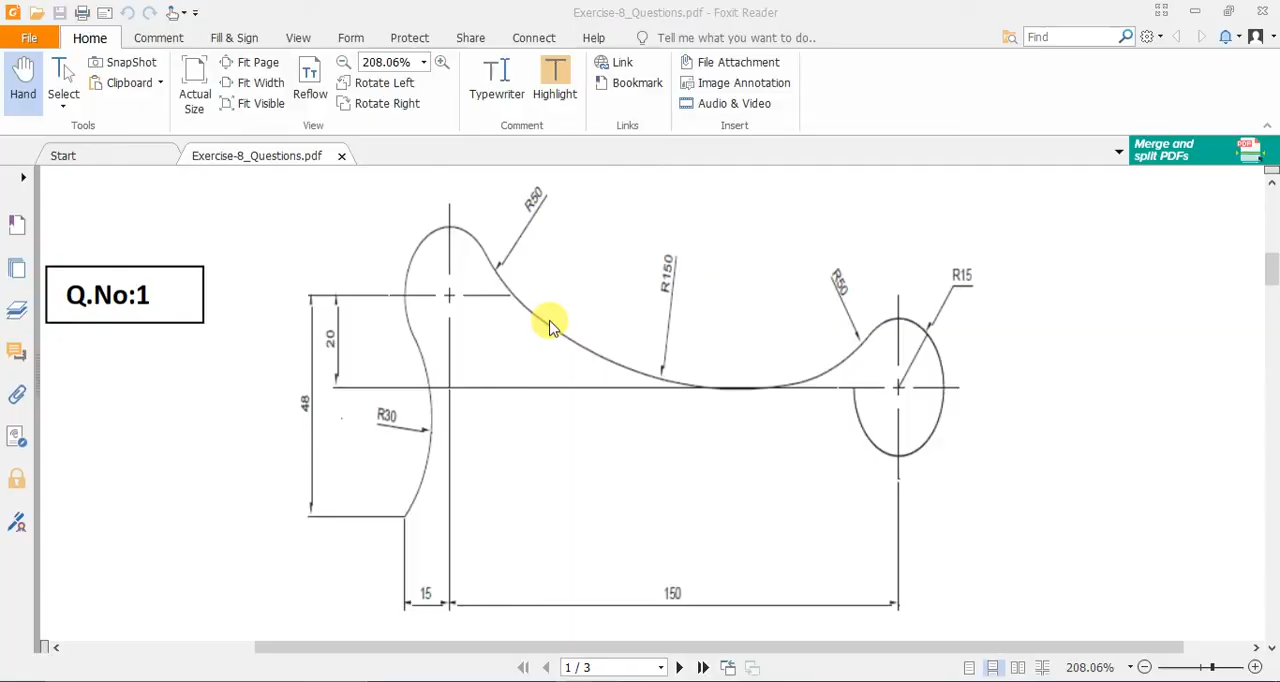 Exercise-8_Questions.pdf - Foxit Reader
File Home Comment Fill & Sign View Form Protect Share Connect Help Tell me what you want to do.. Find
Hand
Select
SnapShot
Clipboard
Tools
Actual Size
Fit Page
Fit Width
Fit Visible
Reflow
208.06%
Rotate Left
Rotate Right
View
Typewriter
Highlight
Comment
Link
Bookmark
Links
File Attachment
Image Annotation
Audio & Video
Insert
Start
Exercise-8_Questions.pdf
Merge and
split PDFs
PDF
Q.No:1
R50
R150
R50
R15
20
48
R30
15
150
1 / 3
208.06%